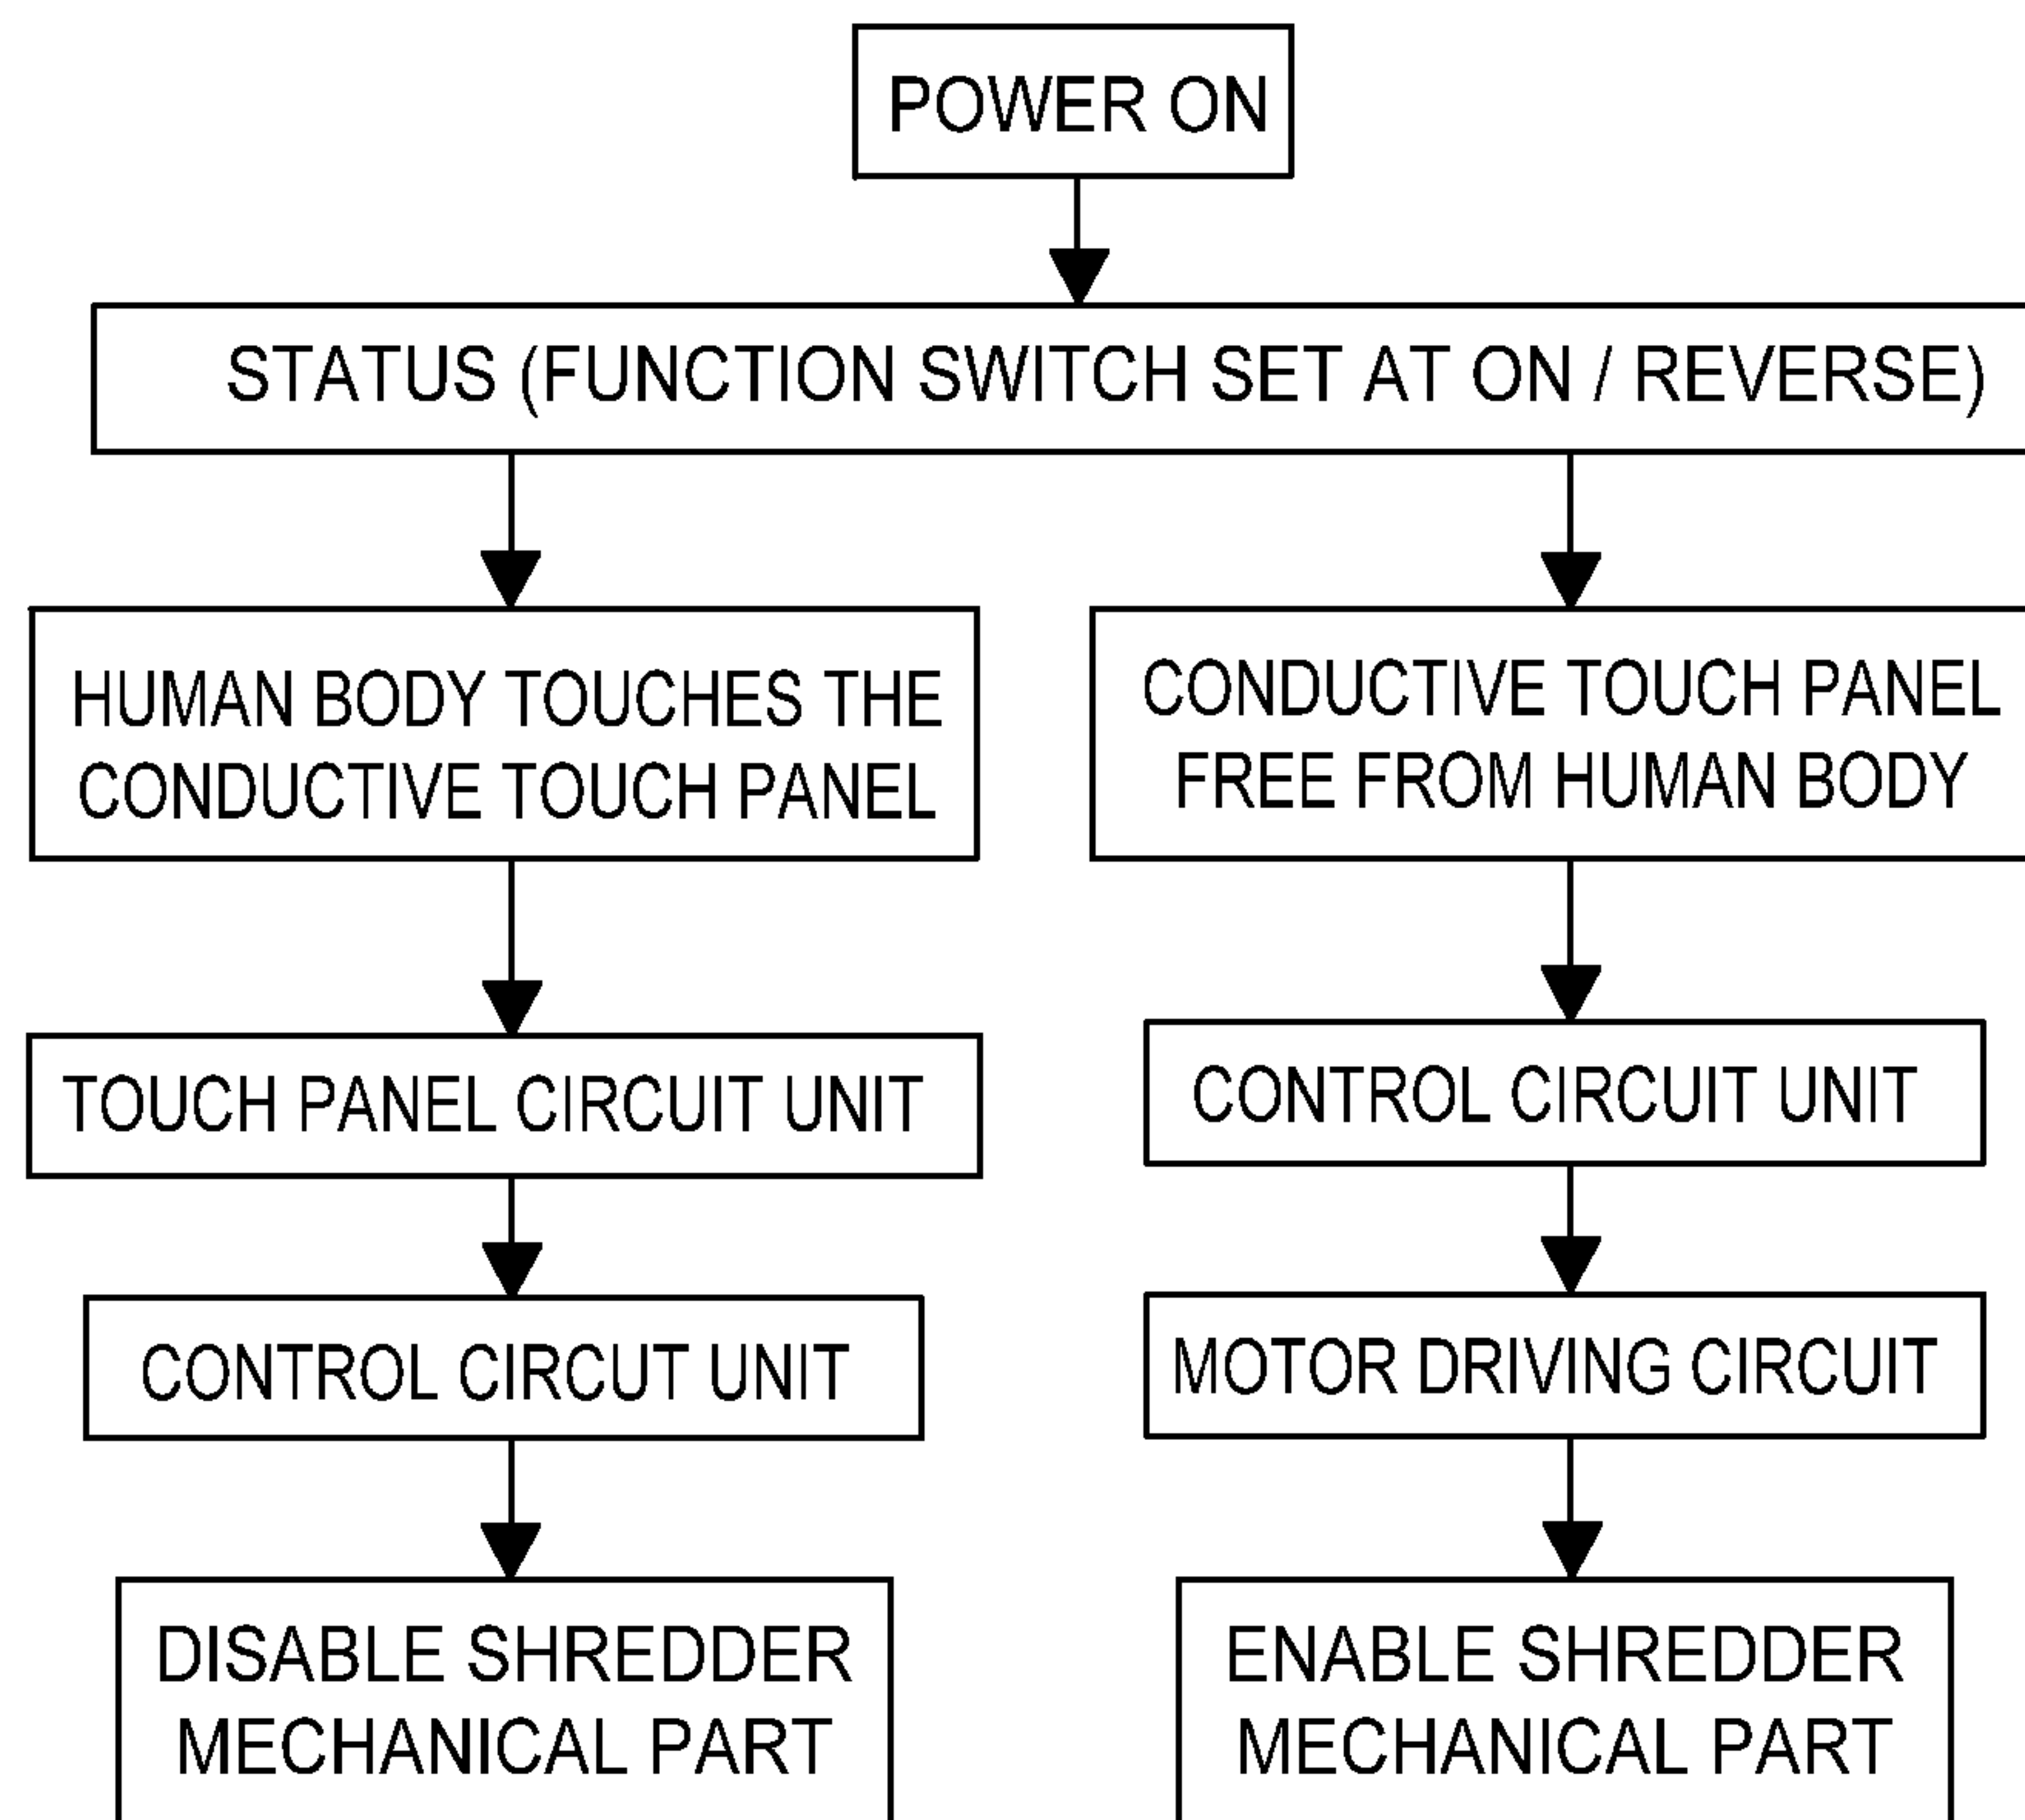 POWER ON
STATUS (FUNCTION SWITCH SET AT ON / REVERSE)
HUMAN BODY TOUCHES THE
CONDUCTIVE TOUCH PANEL
TOUCH PANEL CIRCUIT UNIT
CONTROL CIRCUT UNIT
DISABLE SHREDDER
MECHANICAL PART
CONDUCTIVE TOUCH PANEL
FREE FROM HUMAN BODY
CONTROL CIRCUIT UNIT
MOTOR DRIVING CIRCUIT
ENABLE SHREDDER
MECHANICAL PART